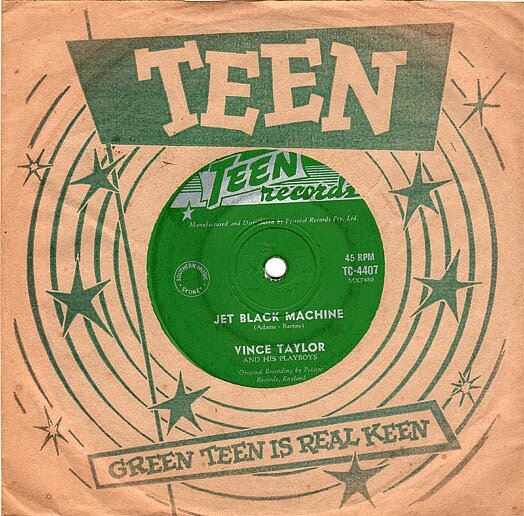 TEEN
TEEN
records
Manufactured and Distributed by Festival Records Pty. Ltd.
45 RPM
TC-4407
MX7489
SOUTHERN MUSIC
SYDNEY
JET BLACK MACHINE
(Adams - Barnes)
VINCE TAYLOR
AND HIS PLAYBOYS
Original Recording by Palette
Records, England
GREEN TEEN IS REAL KEEN